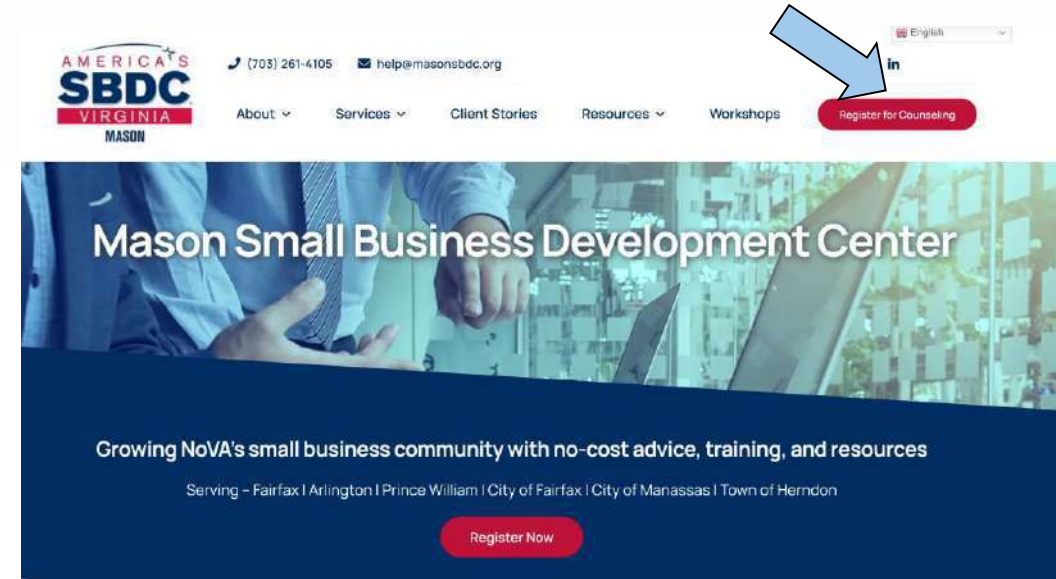 English
AMERICA'S
SBDC
VIRGINIA
MASON
(703) 261-4105 help@masonsbdc.org in
About Services Client Stories Resources Workshops Register for Counseling
Mason Small Business Development Center
Growing NoVA's small business community with no-cost advice, training, and resources
Serving – Fairfax | Arlington | Prince William | City of Fairfax | City of Manassas | Town of Herndon
Register Now